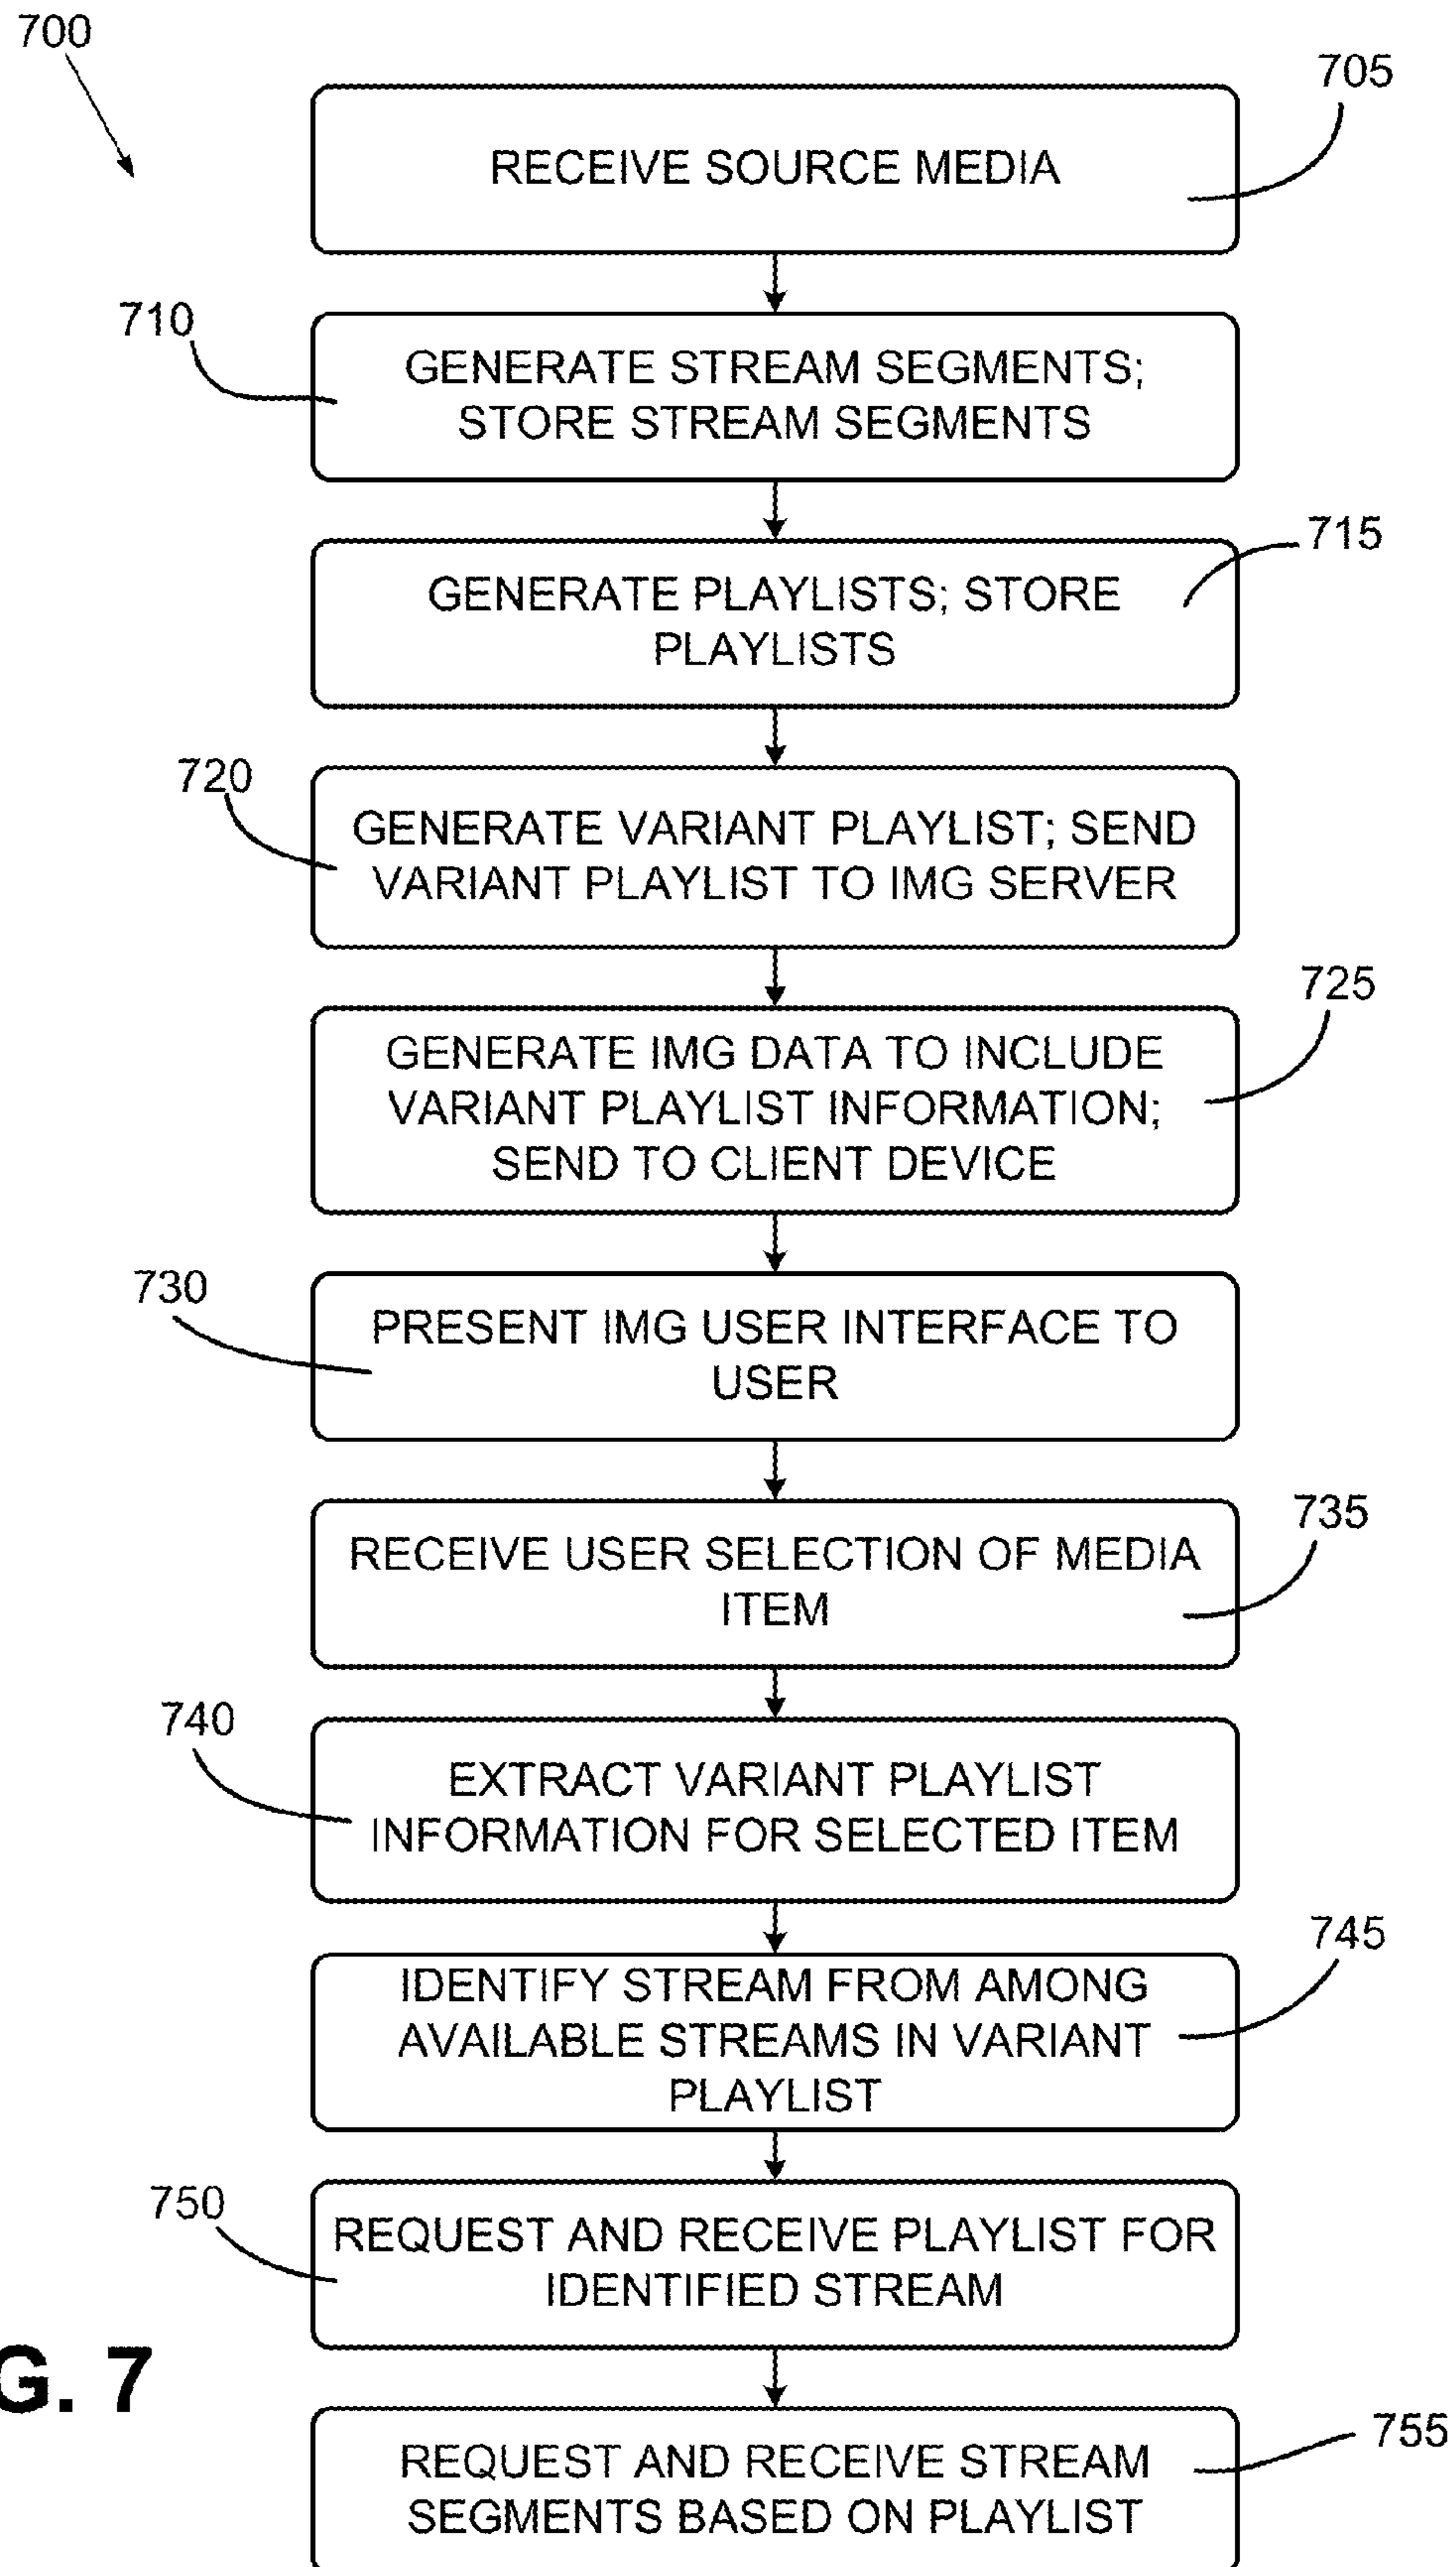 700
705
RECEIVE SOURCE MEDIA
710
GENERATE STREAM SEGMENTS;
STORE STREAM SEGMENTS
715
GENERATE PLAYLISTS; STORE
PLAYLISTS
720
GENERATE VARIANT PLAYLIST; SEND
VARIANT PLAYLIST TO IMG SERVER
725
GENERATE IMG DATA TO INCLUDE
VARIANT PLAYLIST INFORMATION;
SEND TO CLIENT DEVICE
730
PRESENT IMG USER INTERFACE TO
USER
735
RECEIVE USER SELECTION OF MEDIA
ITEM
740
EXTRACT VARIANT PLAYLIST
INFORMATION FOR SELECTED ITEM
745
IDENTIFY STREAM FROM AMONG
AVAILABLE STREAMS IN VARIANT
PLAYLIST
750
REQUEST AND RECEIVE PLAYLIST FOR
IDENTIFIED STREAM
G. 7
755
REQUEST AND RECEIVE STREAM
SEGMENTS BASED ON PLAYLIST